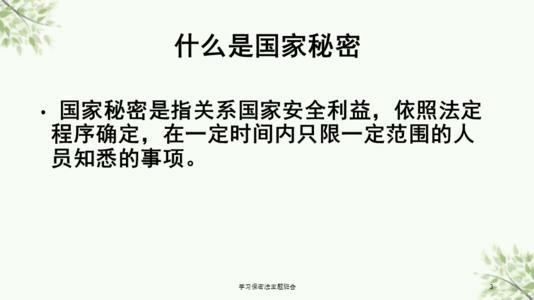 什么是国家秘密
• 国家秘密是指关系国家安全利益，依照法定
程序确定，在一定时间内只限一定范围的人
员知悉的事项。
学习保密法主题班会
3